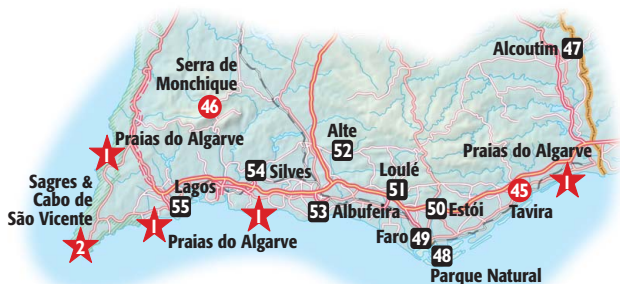 Alcoutim 47
Serra de
Monchique
46
1 Praias do Algarve
Alte
52
Praias do Algarve
1
54 Silves
Loulé
51
Sagres &
Cabo de
São Vicente
2
Lagos
55
1
1
Praias do Algarve
53 Albufeira
50 Estói
45
Tavira
Faro 49
48
Parque Natural